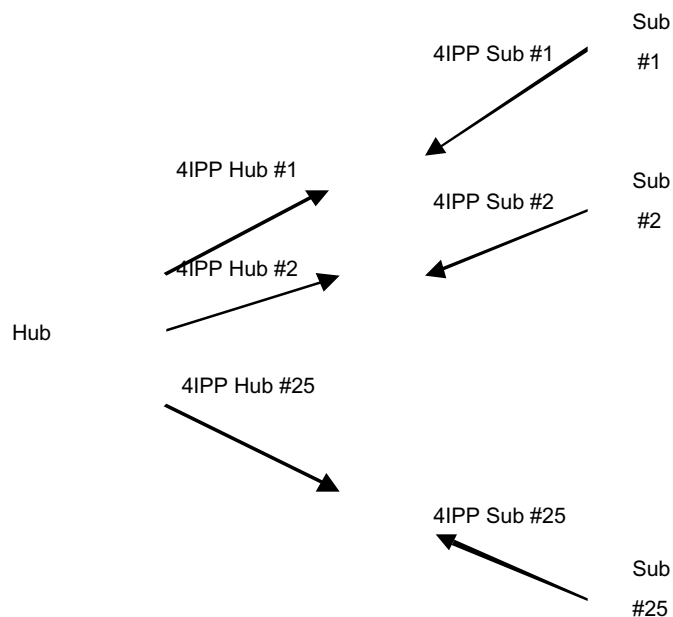 Sub
#1
4IPP Sub #1
4IPP Hub #1
Sub
#2
4IPP Sub #2
4IPP Hub #2
Hub
4IPP Hub #25
4IPP Sub #25
Sub
#25